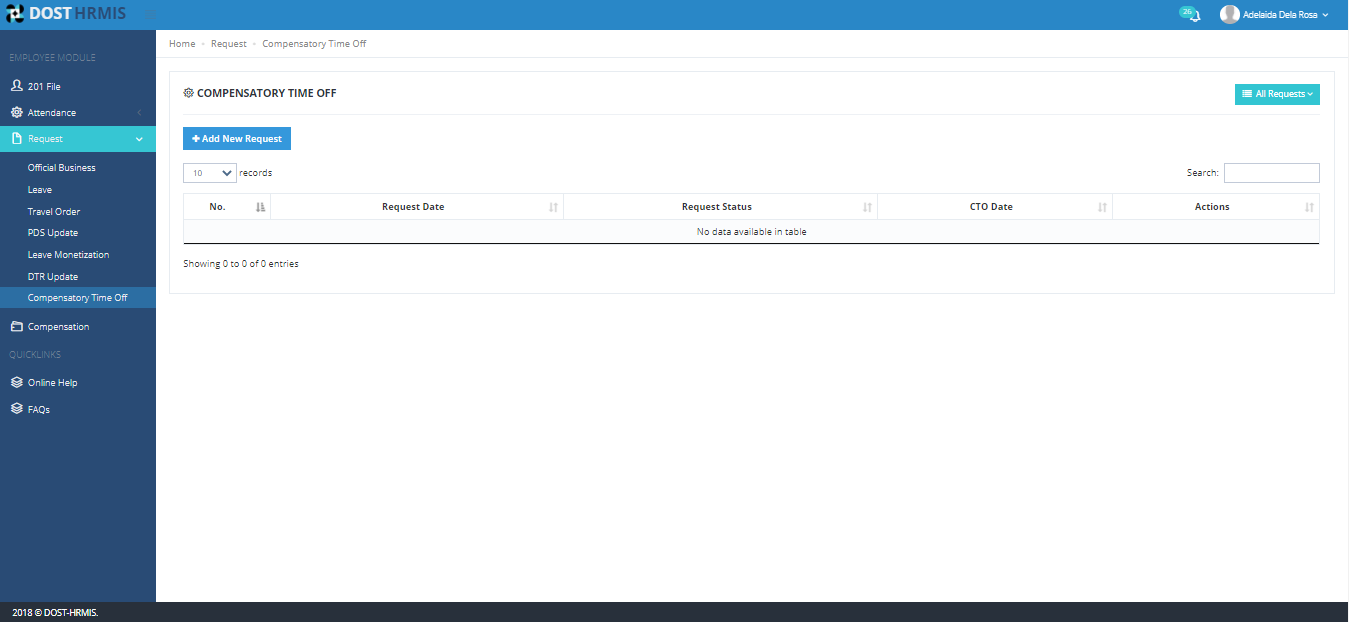 DOST HRMIS
26
Adelaida Dela Rosa
EMPLOYEE MODULE
201 File
Attendance
Request
Official Business
Leave
Travel Order
PDS Update
Leave Monetization
DTR Update
Compensatory Time Off
Compensation
QUICKLINKS
Online Help
FAQs
Home - Request - Compensatory Time Off
COMPENSATORY TIME OFF
All Requests
+ Add New Request
10 records
Search:
No. Request Date Request Status CTO Date Actions
No data available in table
Showing 0 to 0 of 0 entries
2018 © DOST-HRMIS.